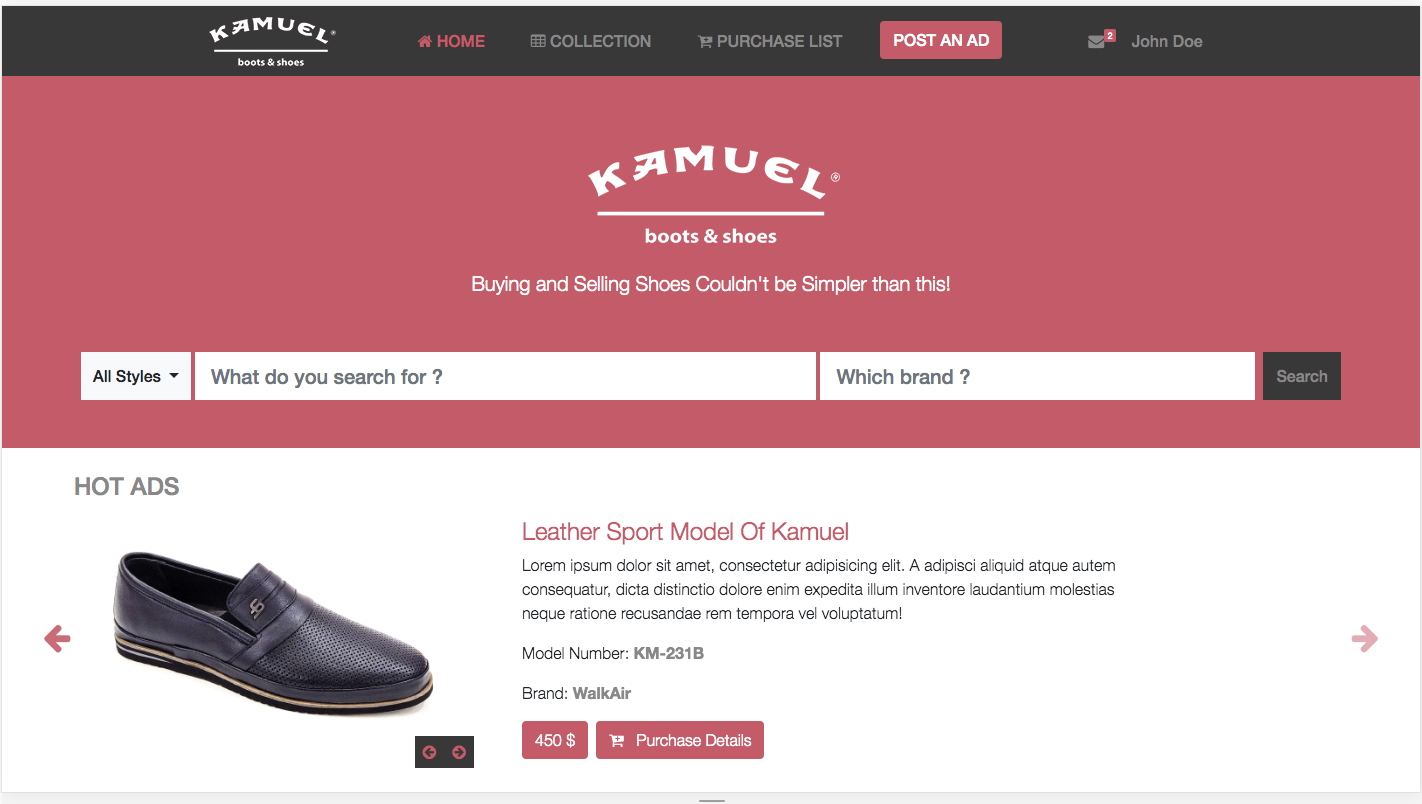 KAMUEL®
boots & shoes
HOME
COLLECTION
PURCHASE LIST
POST AN AD
2
John Doe
KAMUEL®
boots & shoes
Buying and Selling Shoes Couldn't be Simpler than this!
All Styles
What do you search for ?
Which brand ?
Search
HOT ADS
Leather Sport Model Of Kamuel
Lorem ipsum dolor sit amet, consectetur adipisicing elit. A adipisci aliquid atque autem
consequatur, dicta distinctio dolore enim expedita illum inventore laudantium molestias
neque ratione recusandae rem tempora vel voluptatum!
Model Number: KM-231B
Brand: WalkAir
450 $
Purchase Details